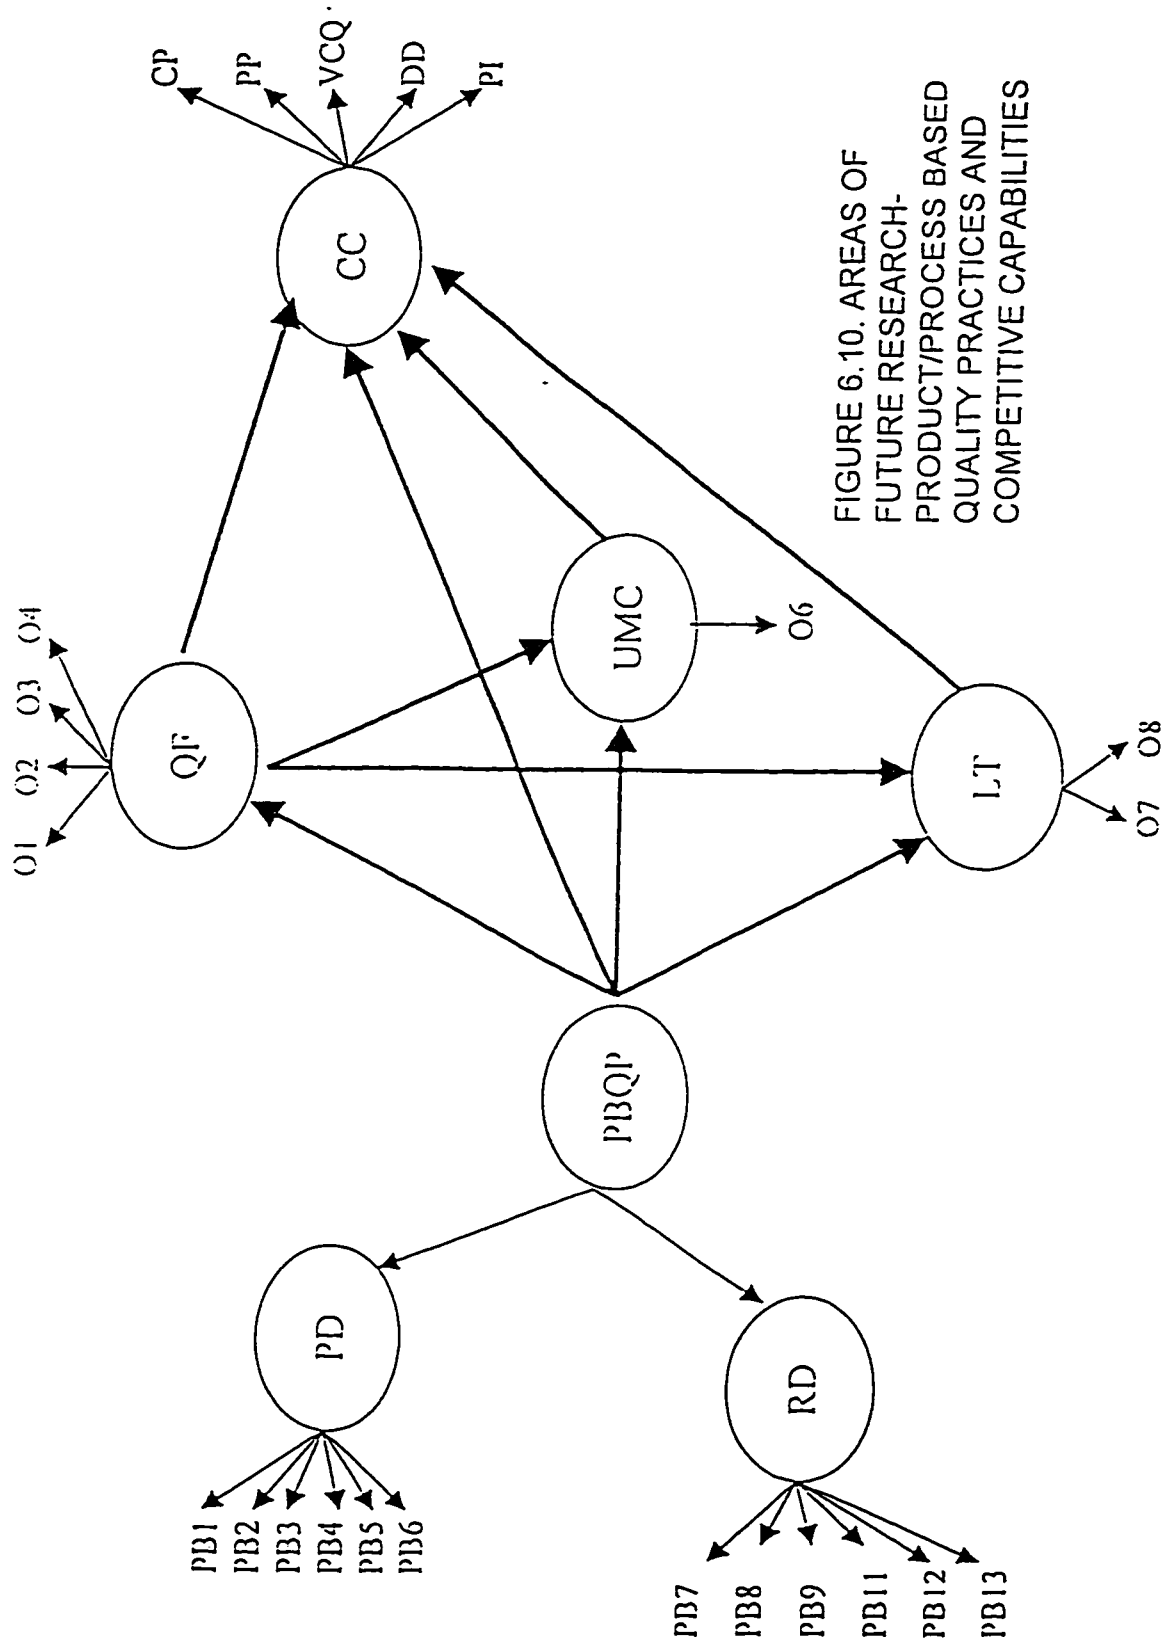 PB1
PB2
PB3
PB4
PB5
PB6
PD
PB7
PB8
PB9
PB11
PB12
PB13
RD
PBQP
O1
O2
O3
O4
QF
UMC
O6
LT
O7
O8
CC
CP
PP
VCQ
DD
PI
FIGURE 6.10. AREAS OF
FUTURE RESEARCH-
PRODUCT/PROCESS BASED
QUALITY PRACTICES AND
COMPETITIVE CAPABILITIES